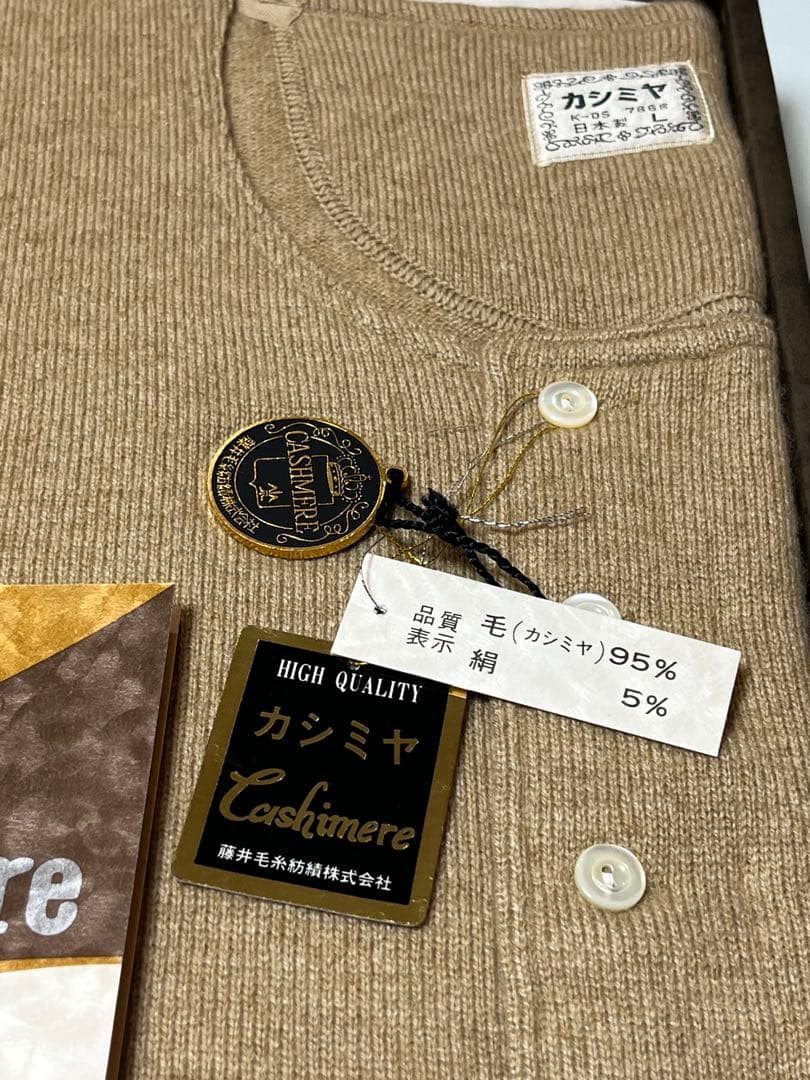 カシミヤ
K-DS 786R
日本製 L
CASHMERE
品質 毛(カシミヤ)95%
表示 絹 5%
HIGH QUALITY
カシミヤ
Cashimere
藤井毛糸紡績株式会社
re